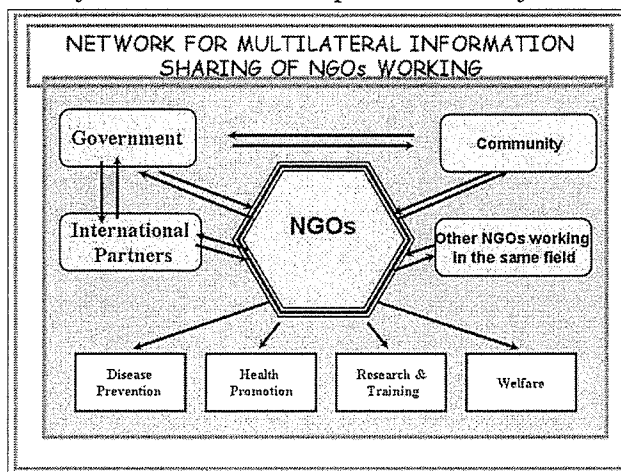 NETWORK FOR MULTILATERAL INFORMATION
SHARING OF NGOs WORKING
Government
Community
NGOs
International
Partners
Other NGOs working
In the same field
Disease
Prevention
Health
Promotion
Research &
Training
Welfare